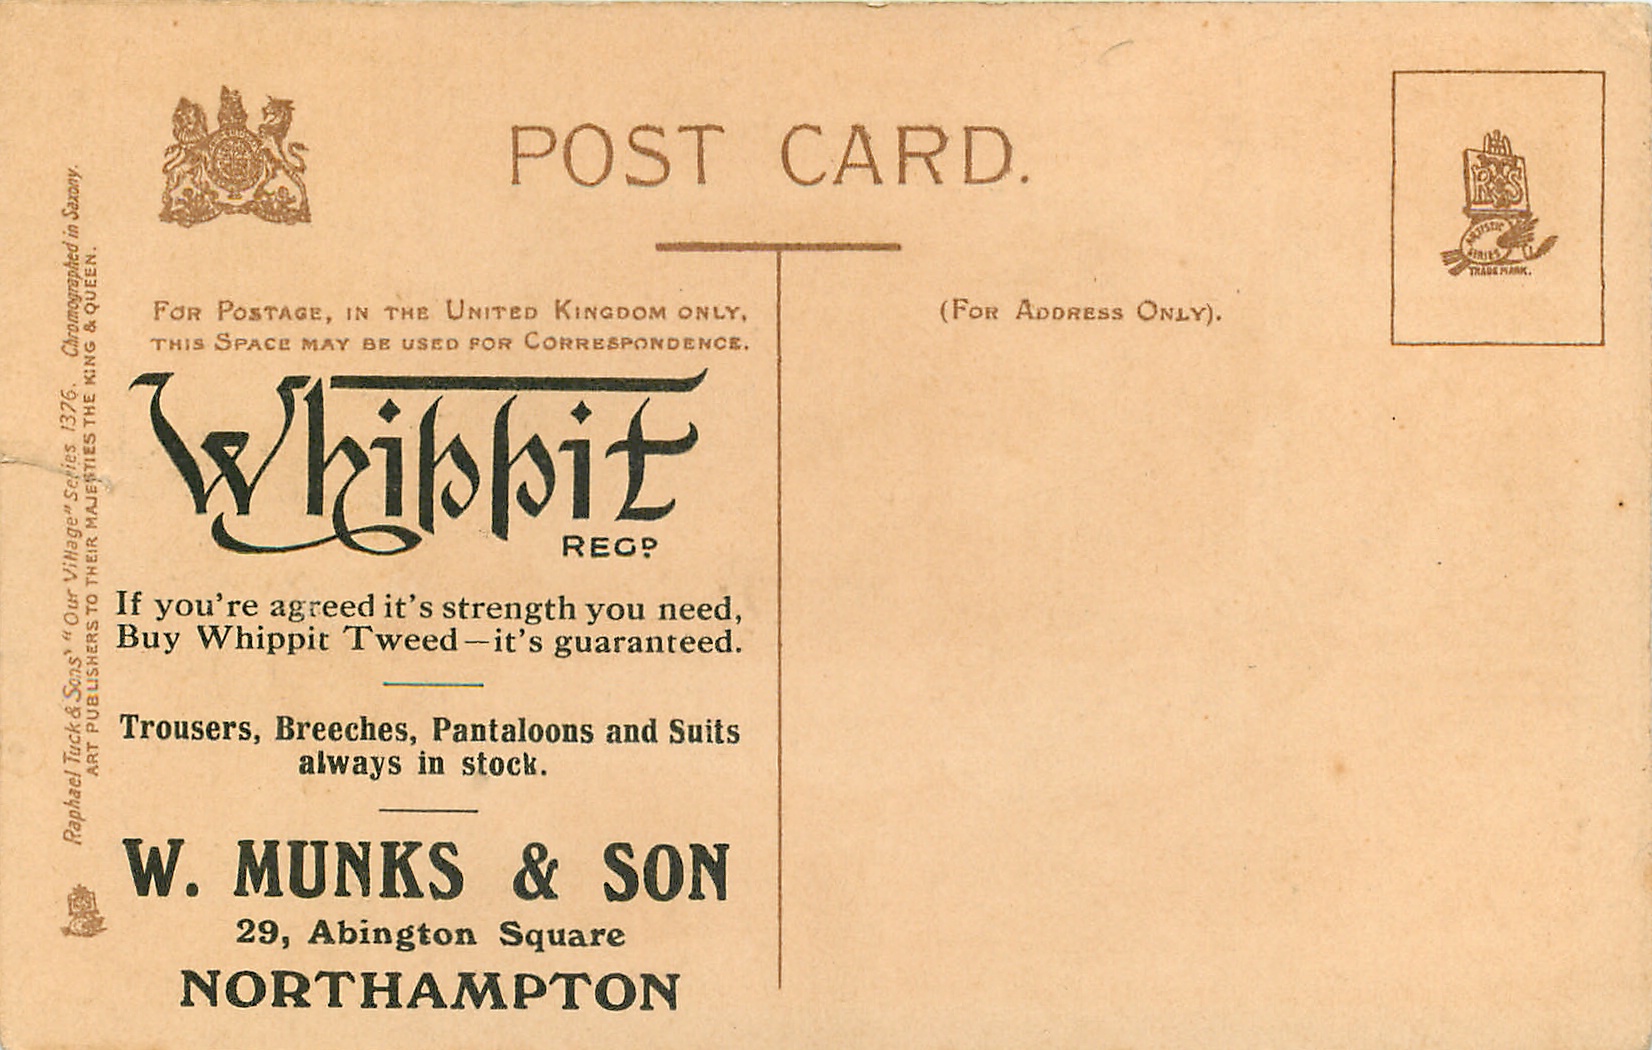 POST CARD.
FOR POSTAGE, IN THE UNITED KINGDOM ONLY,
THIS SPACE MAY BE USED FOR CORRESPONDENCE.
(FOR ADDRESS ONLY).
R T S
ARTISTIC
SERIES
TRADE MARK.
Whippit
REGD
If you're agreed it's strength you need,
Buy Whippit Tweed—it's guaranteed.
Trousers, Breeches, Pantaloons and Suits
always in stock.
W. MUNKS & SON
29, Abington Square
NORTHAMPTON
Raphael Tuck & Sons' "Our Village" Series 1376. Chromographed in Saxony.
ART PUBLISHERS TO THEIR MAJESTIES THE KING & QUEEN.